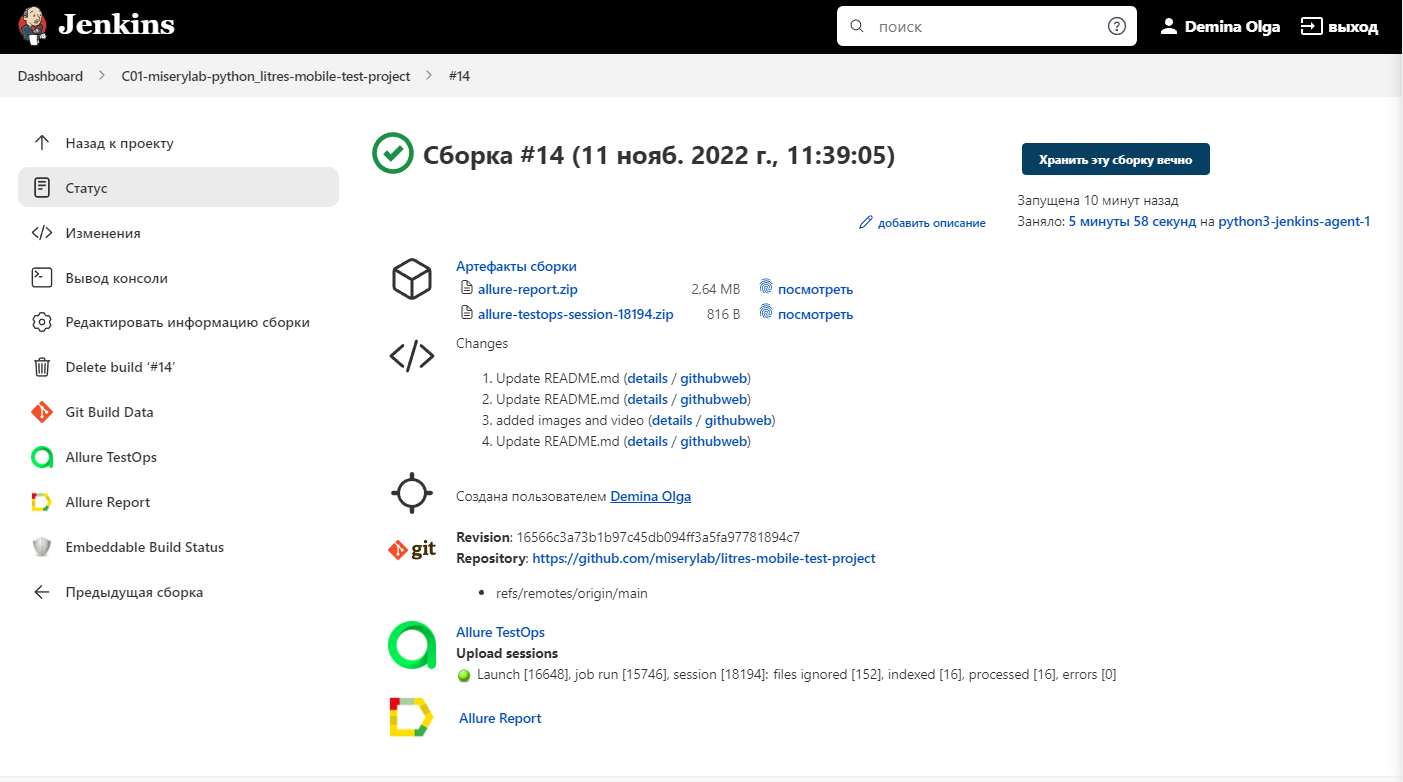 Jenkins
поиск
Demina Olga
выход
Dashboard
C01-miserylab-python_litres-mobile-test-project
#14
Назад к проекту
Статус
Изменения
Вывод консоли
Редактировать информацию сборки
Delete build ‘#14’
Git Build Data
Allure TestOps
Allure Report
Embeddable Build Status
Предыдущая сборка
Сборка #14 (11 нояб. 2022 г., 11:39:05)
Хранить эту сборку вечно
Запущена 10 минут назад
Заняло: 5 минуты 58 секунд на python3-jenkins-agent-1
добавить описание
Артефакты сборки
allure-report.zip 2,64 MB посмотреть
allure-testops-session-18194.zip 816 B посмотреть
Changes
1. Update README.md (details / githubweb)
2. Update README.md (details / githubweb)
3. added images and video (details / githubweb)
4. Update README.md (details / githubweb)
Создана пользователем Demina Olga
git
Revision: 16566c3a73b1b97c45db094ff3a5fa97781894c7
Repository: https://github.com/miserylab/litres-mobile-test-project
• refs/remotes/origin/main
Allure TestOps
Upload sessions
Launch [16648], job run [15746], session [18194]: files ignored [152], indexed [16], processed [16], errors [0]
Allure Report